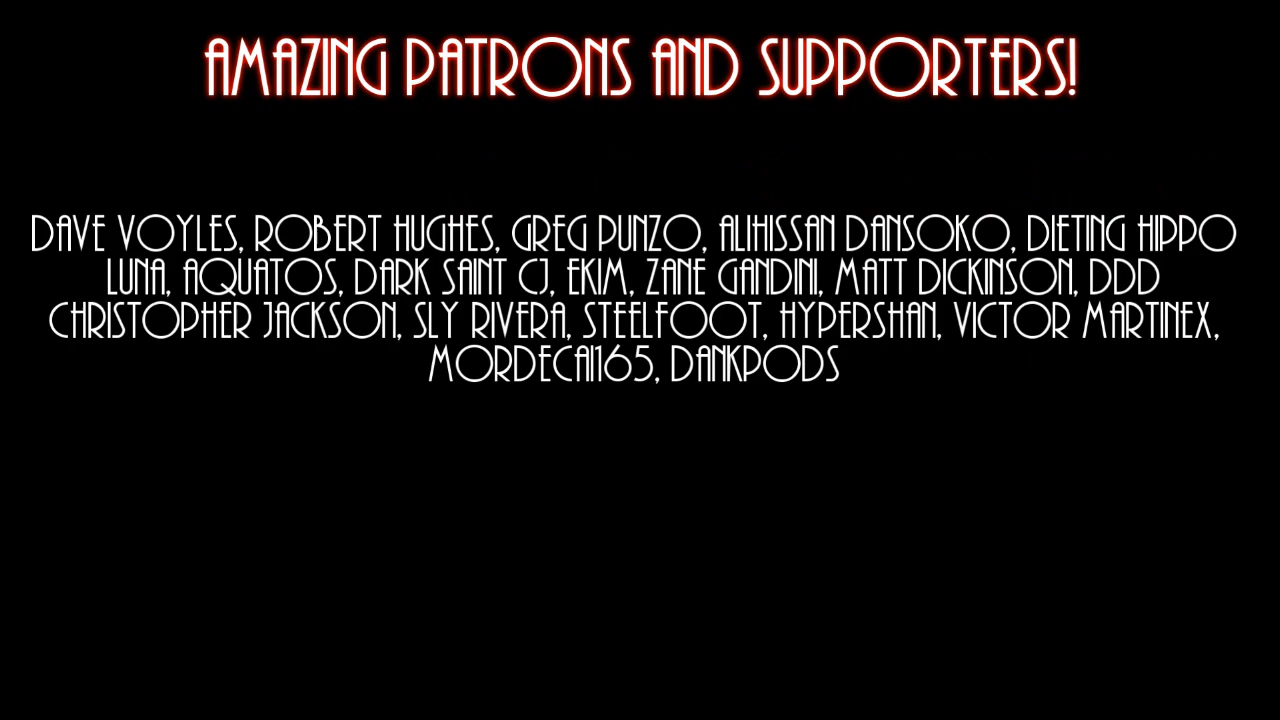 AMAZING PATRONS AND SUPPORTERS!
DAVE VOYLES, ROBERT HUGHES, GREG PUNZO, ALIHISSAN DANSOKO, DIETING HIPPO
LUNA, AQUATOS, DARK SAINT CJ, EKIM, ZANE GANDINI, MATT DICKINSON, DDD
CHRISTOPHER JACKSON, SLY RIVERA, STEELFOOT, HYPERSHAN, VICTOR MARTINEX,
MORDECAI165, DANKPODS